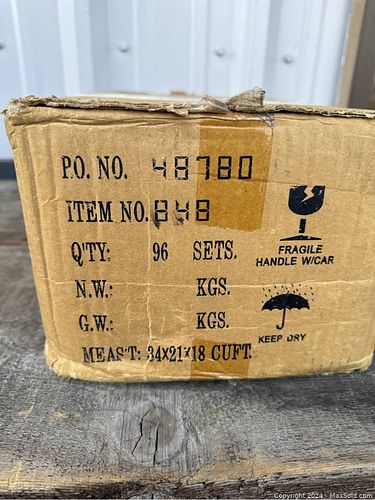 P.O. NO. 48780
ITEM NO. 848
Q'TY: 96 SETS.
N.W.: KGS.
G.W.: KGS.
MEAS'T: 34X21X18 CUFT.
FRAGILE
HANDLE W/CAR
KEEP DRY
Copyright 2024 - MaxSold.com